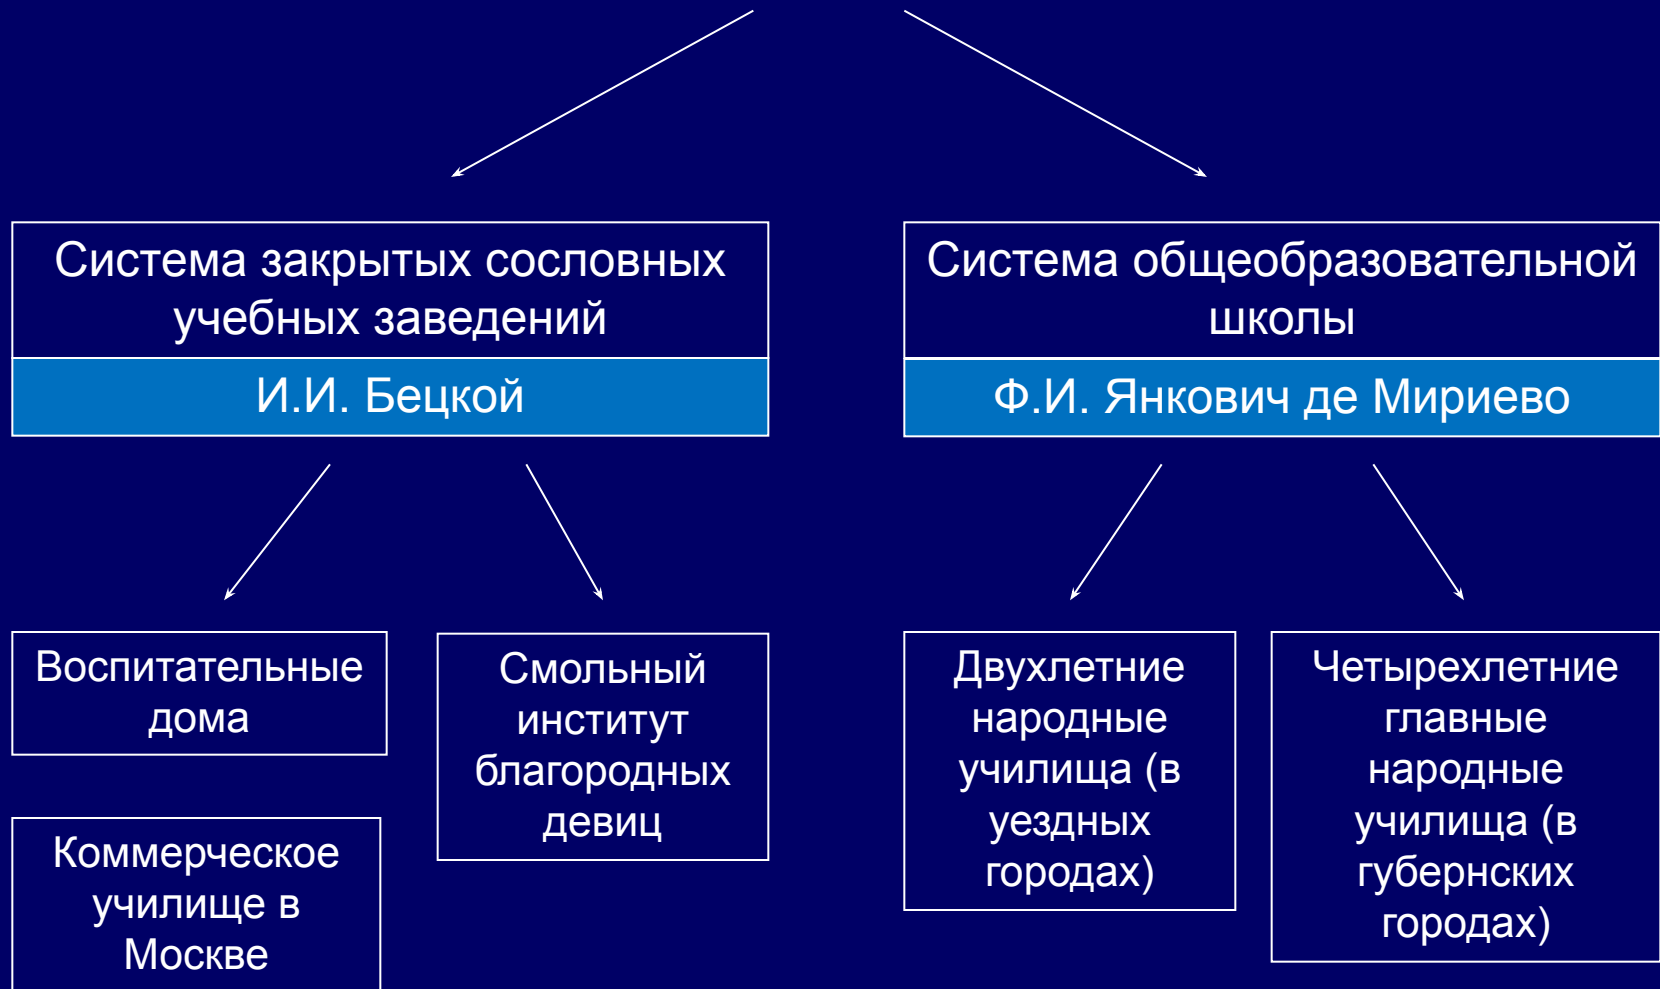 Система закрытых сословных
учебных заведений
И.И. Бецкой
Система общеобразовательной
школы
Ф.И. Янкович де Мириево
Воспитательные
дома
Смольный
институт
благородных
девиц
Коммерческое
училище в
Москве
Двухлетние
народные
училища (в
уездных
городах)
Четырехлетние
главные
народные
училища (в
губернских
городах)